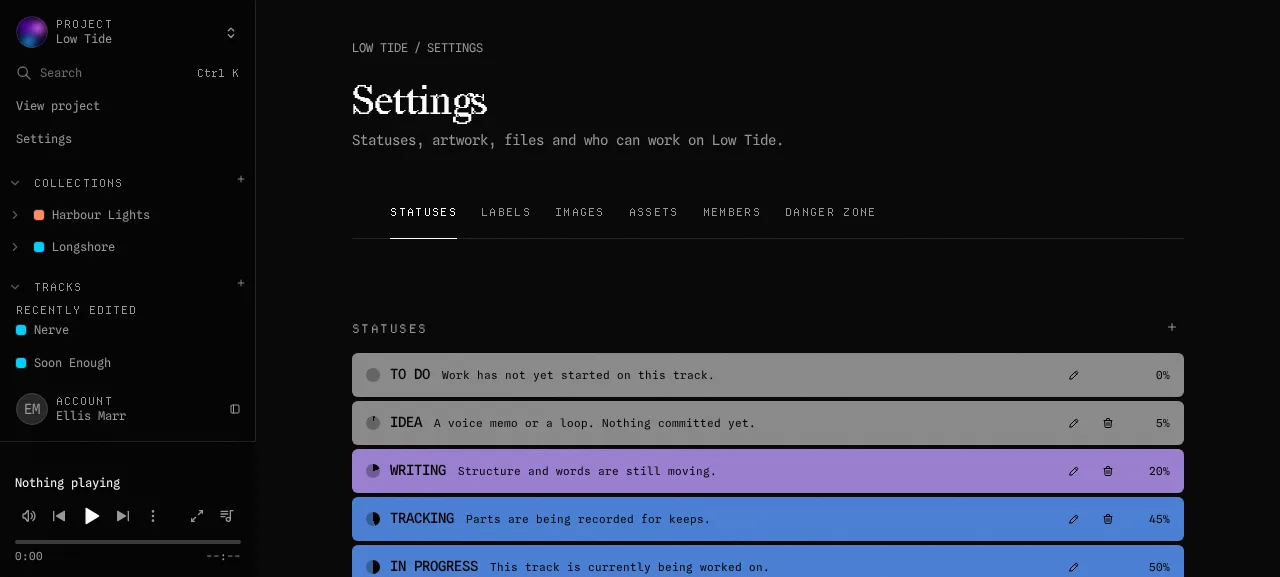 PROJECT
Low Tide
Search Ctrl K
View project
Settings
COLLECTIONS +
Harbour Lights
Longshore
TRACKS +
RECENTLY EDITED
Nerve
Soon Enough
EM
ACCOUNT
Ellis Marr
Nothing playing
0:00 --:--
LOW TIDE / SETTINGS
Settings
Statuses, artwork, files and who can work on Low Tide.
STATUSES LABELS IMAGES ASSETS MEMBERS DANGER ZONE
STATUSES +
TO DO Work has not yet started on this track. 0%
IDEA A voice memo or a loop. Nothing committed yet. 5%
WRITING Structure and words are still moving. 20%
TRACKING Parts are being recorded for keeps. 45%
IN PROGRESS This track is currently being worked on. 50%